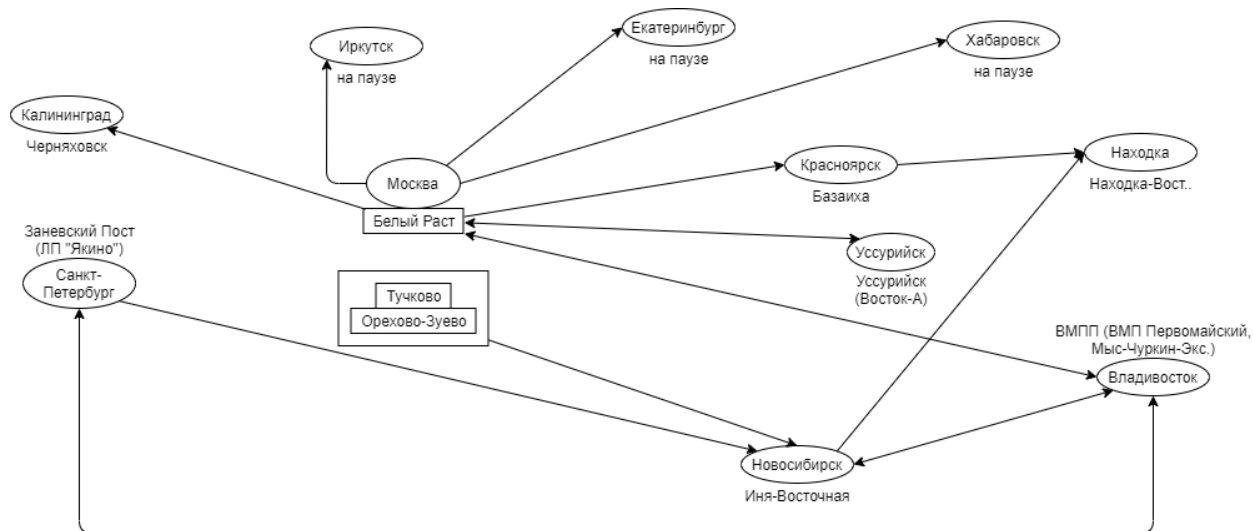 Екатеринбург
на паузе
Иркутск
на паузе
Хабаровск
на паузе
Калининград
Черняховск
Москва
Белый Раст
Красноярск
Базаиха
Находка
Находка-Вост..
Заневский Пост
(ЛП "Якино")
Санкт-
Петербург
Уссурийск
Уссурийск
(Восток-А)
Тучково
Орехово-Зуево
ВМПП (ВМП Первомайский,
Мыс-Чуркин-Экс.)
Владивосток
Новосибирск
Иня-Восточная